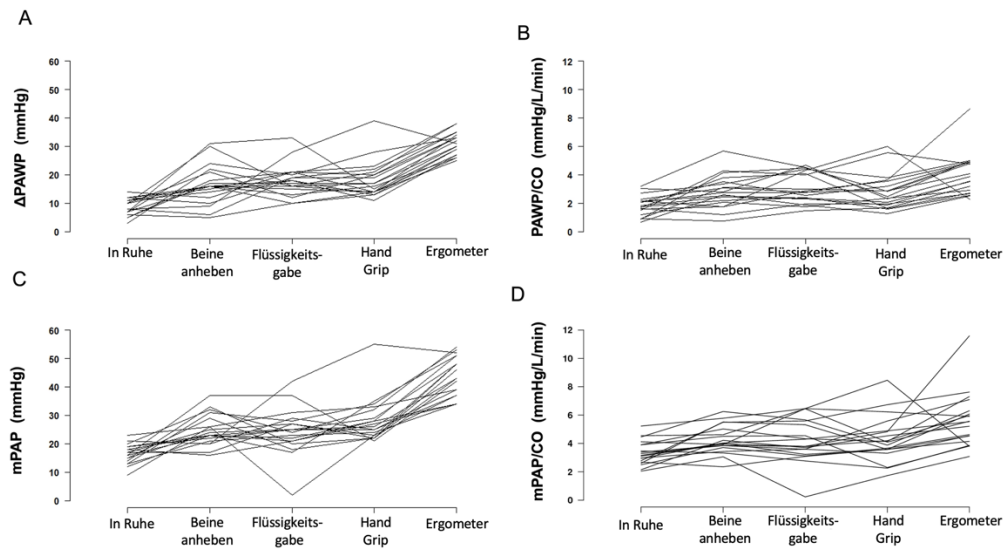 A
ΔPAWP (mmHg)
60
50
40
30
20
10
0
In Ruhe
Beine
anheben
Flüssigkeits-
gabe
Hand
Grip
Ergometer
B
PAWP/CO (mmHg/L/min)
12
10
8
6
4
2
0
In Ruhe
Beine
anheben
Flüssigkeits-
gabe
Hand
Grip
Ergometer
C
mPAP (mmHg)
60
50
40
30
20
10
0
In Ruhe
Beine
anheben
Flüssigkeits-
gabe
Hand
Grip
Ergometer
D
mPAP/CO (mmHg/L/min)
12
10
8
6
4
2
0
In Ruhe
Beine
anheben
Flüssigkeits-
gabe
Hand
Grip
Ergometer